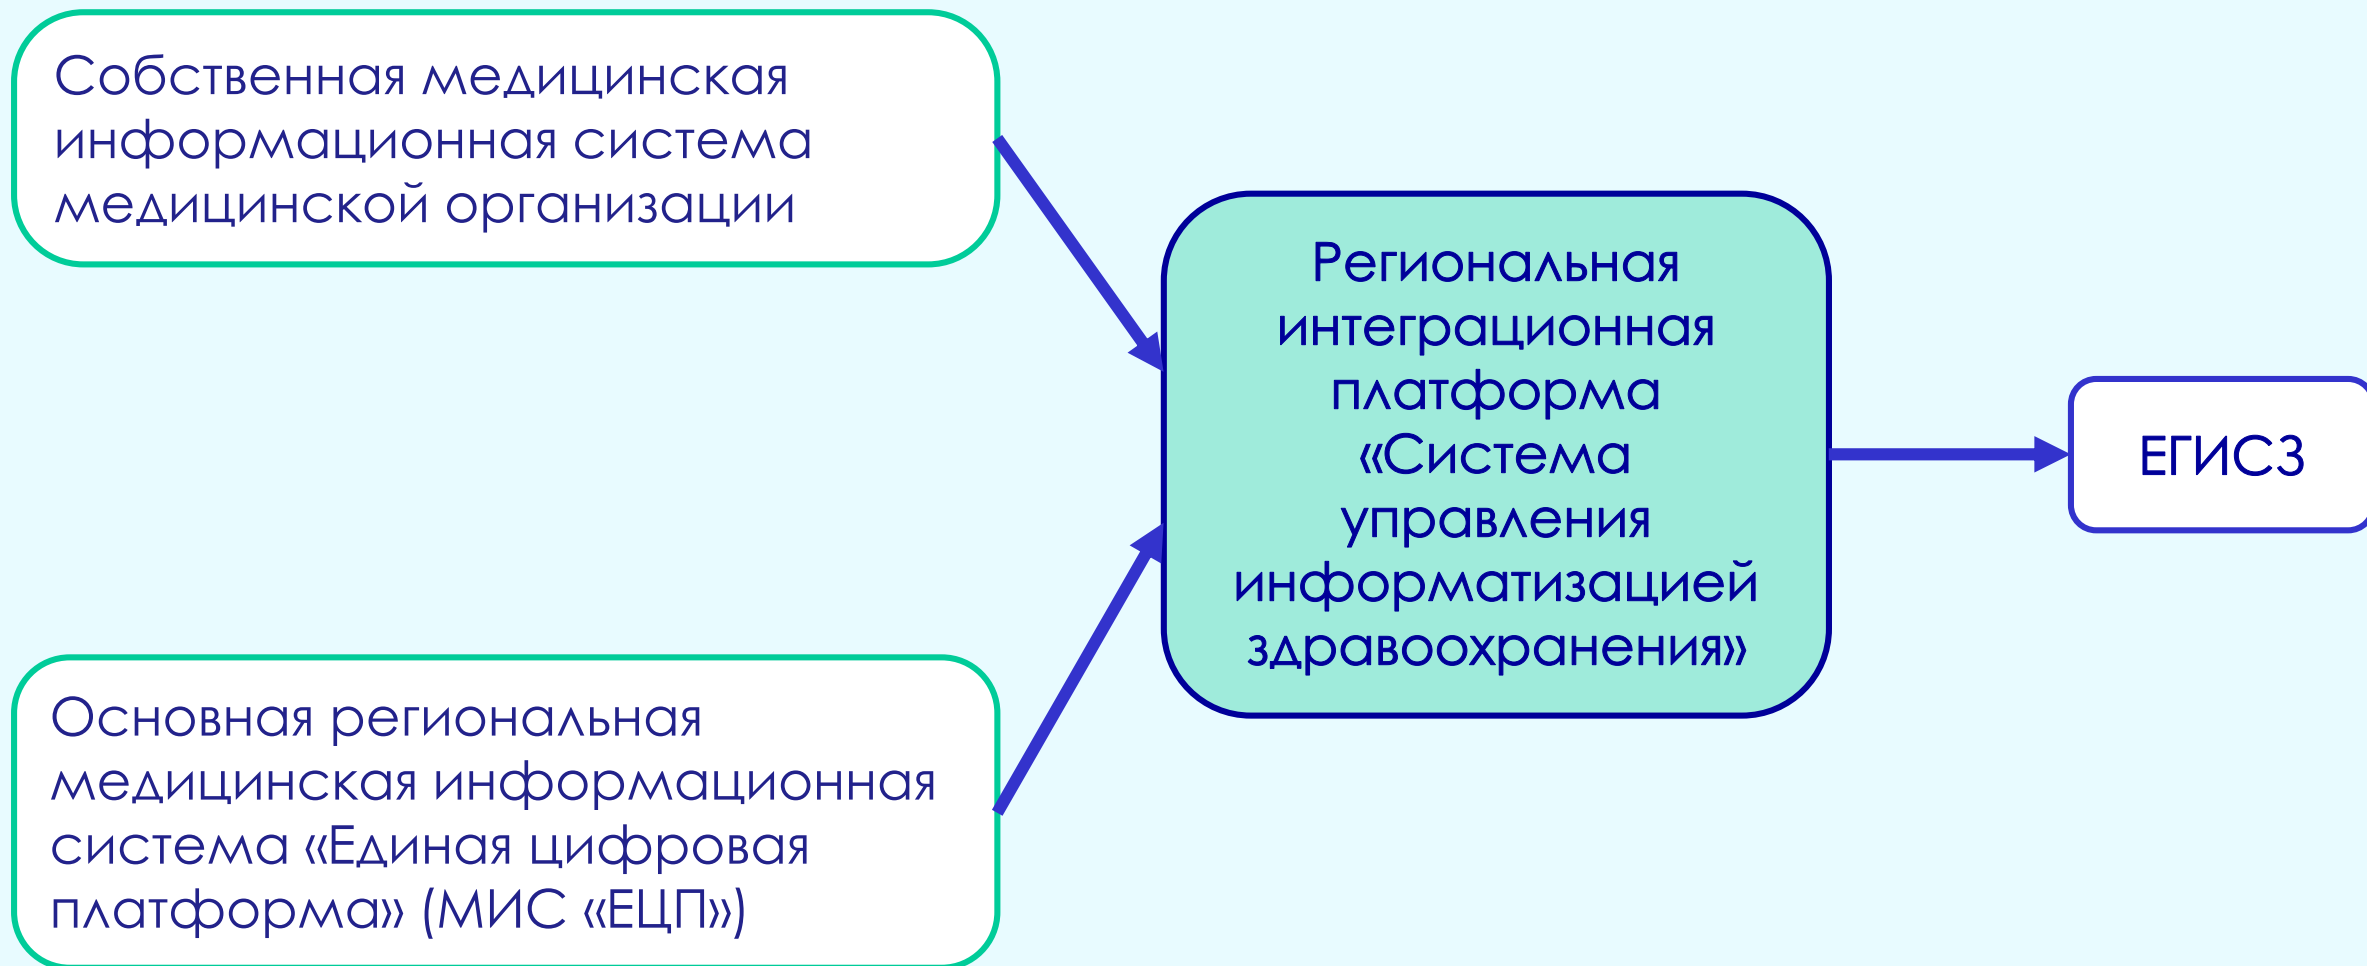 Собственная медицинская
информационная система
медицинской организации
Региональная
интеграционная
платформа
«Система
управления
информатизацией
здравоохранения»
ЕГИСЗ
Основная региональная
медицинская информационная
система «Единая цифровая
платформа» (МИС «ЕЦП»)